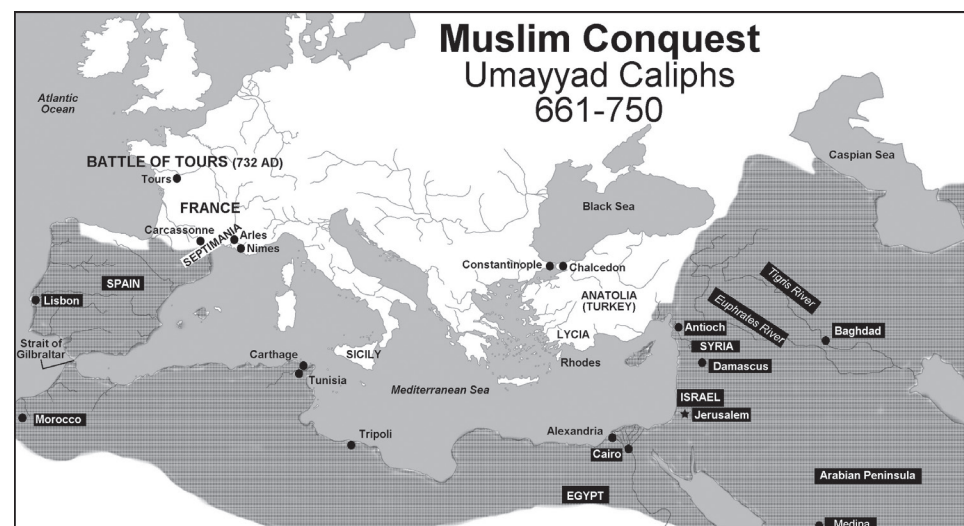 Muslim Conquest
Umayyad Caliphs
661-750
Atlantic
Ocean
Caspian Sea
BATTLE OF TOURS (732 AD)
Tours
FRANCE
Black Sea
Carcassonne
SEPTIMANIA
Arles
Nimes
Constantinople
Chalcedon
SPAIN
Lisbon
ANATOLIA
(TURKEY)
Tigris River
Euphrates River
Antioch
Baghdad
LYCIA
SYRIA
Strait of
Gilbraltar
Carthage
SICILY
Rhodes
Damascus
Tunisia
Mediterranean Sea
ISRAEL
Jerusalem
Morocco
Tripoli
Alexandria
Cairo
Arabian Peninsula
EGYPT
Medina